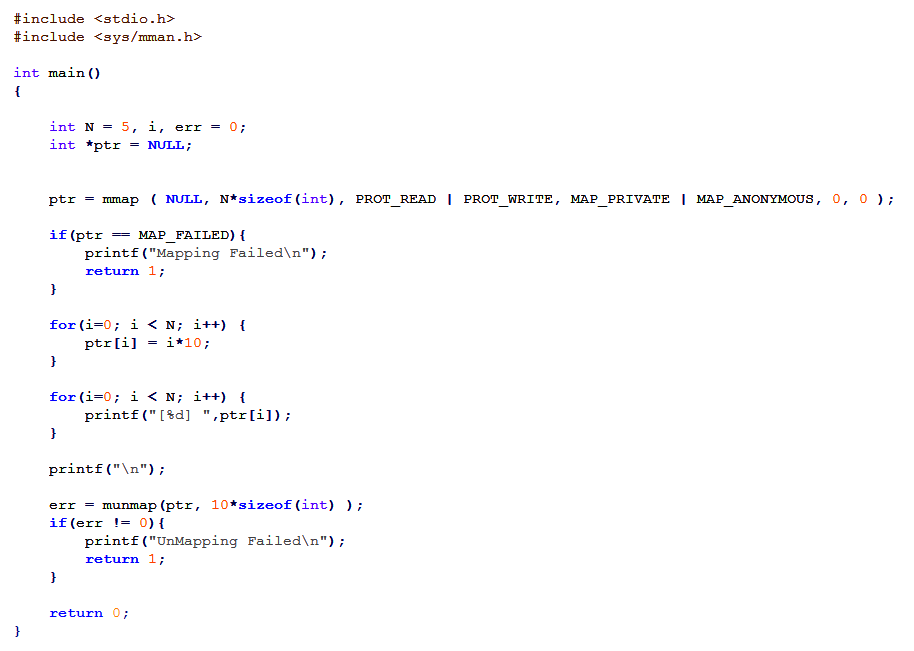 #include <stdio.h>
#include <sys/mman.h>
int main()
{
int N = 5, i, err = 0;
int *ptr = NULL;
ptr = mmap ( NULL, N*sizeof(int), PROT_READ | PROT_WRITE, MAP_PRIVATE | MAP_ANONYMOUS, 0, 0 );
if(ptr == MAP_FAILED){
printf("Mapping Failed\n");
return 1;
}
for(i=0; i < N; i++) {
ptr[i] = i*10;
}
for(i=0; i < N; i++) {
printf("[%d] ",ptr[i]);
}
printf("\n");
err = munmap(ptr, 10*sizeof(int) );
if(err != 0){
printf("UnMapping Failed\n");
return 1;
}
return 0;
}